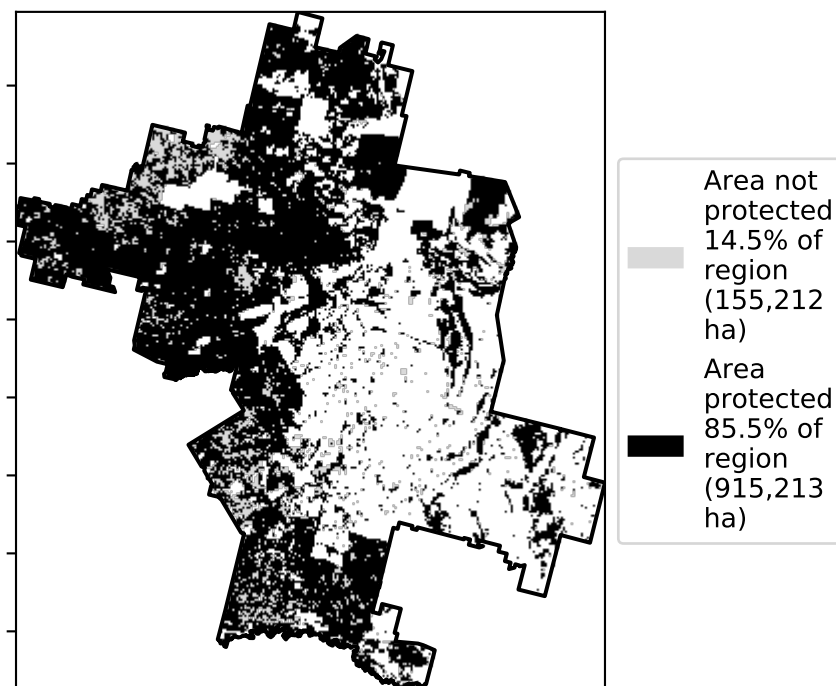 Area not
protected
14.5% of
region
(155,212
ha)
Area
protected
85.5% of
region
(915,213
ha)